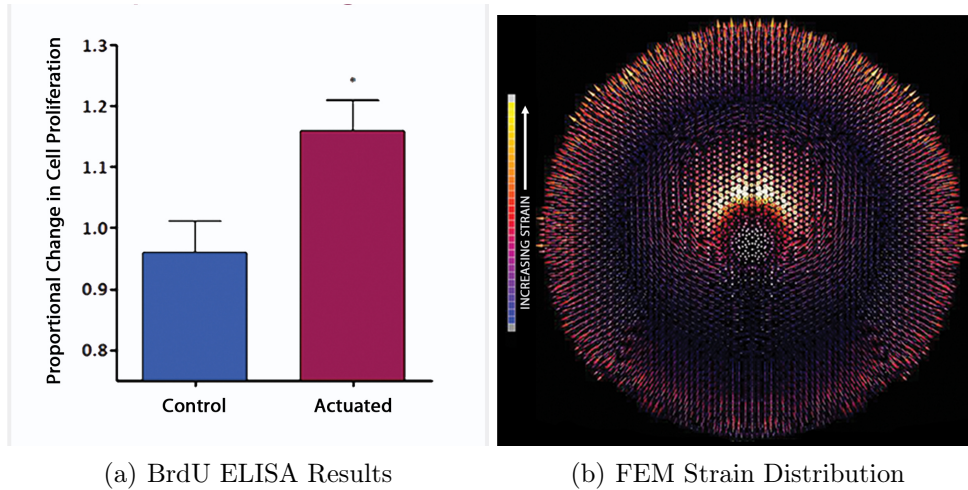 Proportional Change in Cell Proliferation
1.3
1.2
1.1
1.0
0.9
0.8
*
Control
Actuated
INCREASING STRAIN
(a) BrdU ELISA Results
(b) FEM Strain Distribution